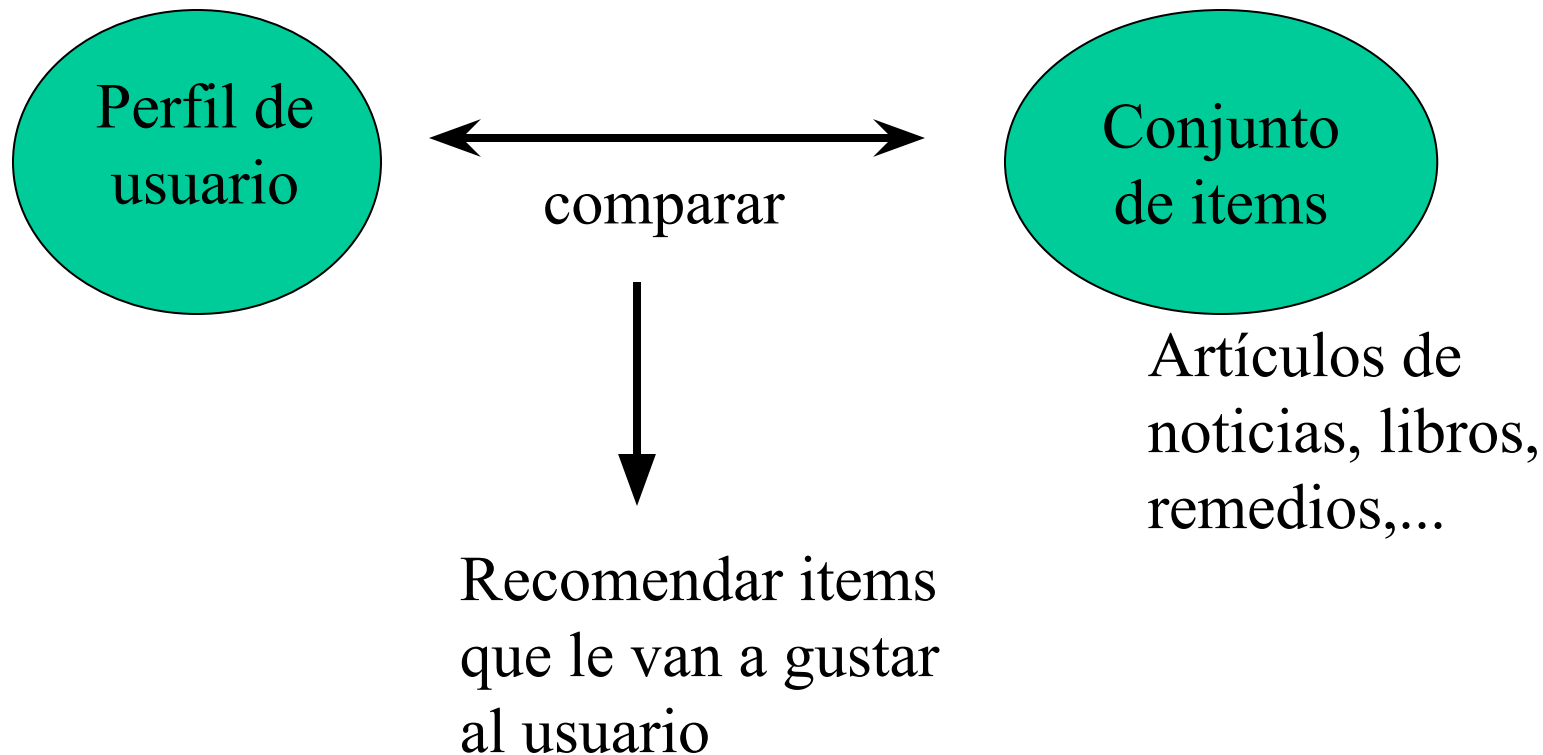 Perfil de
usuario
comparar
Conjunto
de items
Artículos de
noticias, libros,
remedios,...
Recomendar items
que le van a gustar
al usuario